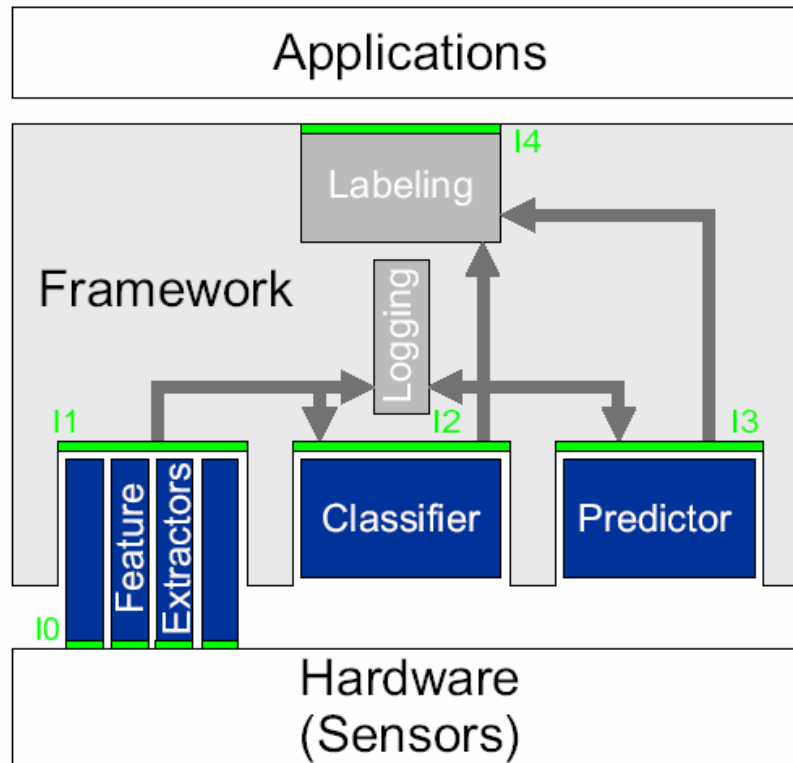 Applications
I4
Labeling
Framework
Logging
I1
I2
I3
Feature
Extractors
Classifier
Predictor
I0
Hardware
(Sensors)